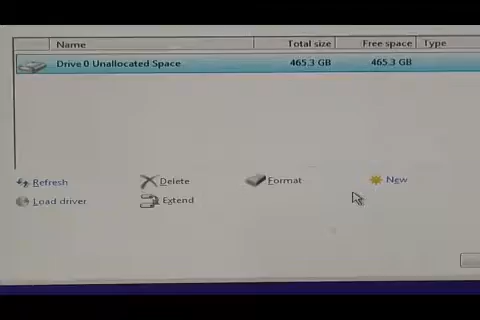 Name Total size Free space Type
Drive 0 Unallocated Space 465.3 GB 465.3 GB
Refresh Delete Format New
Load driver Extend